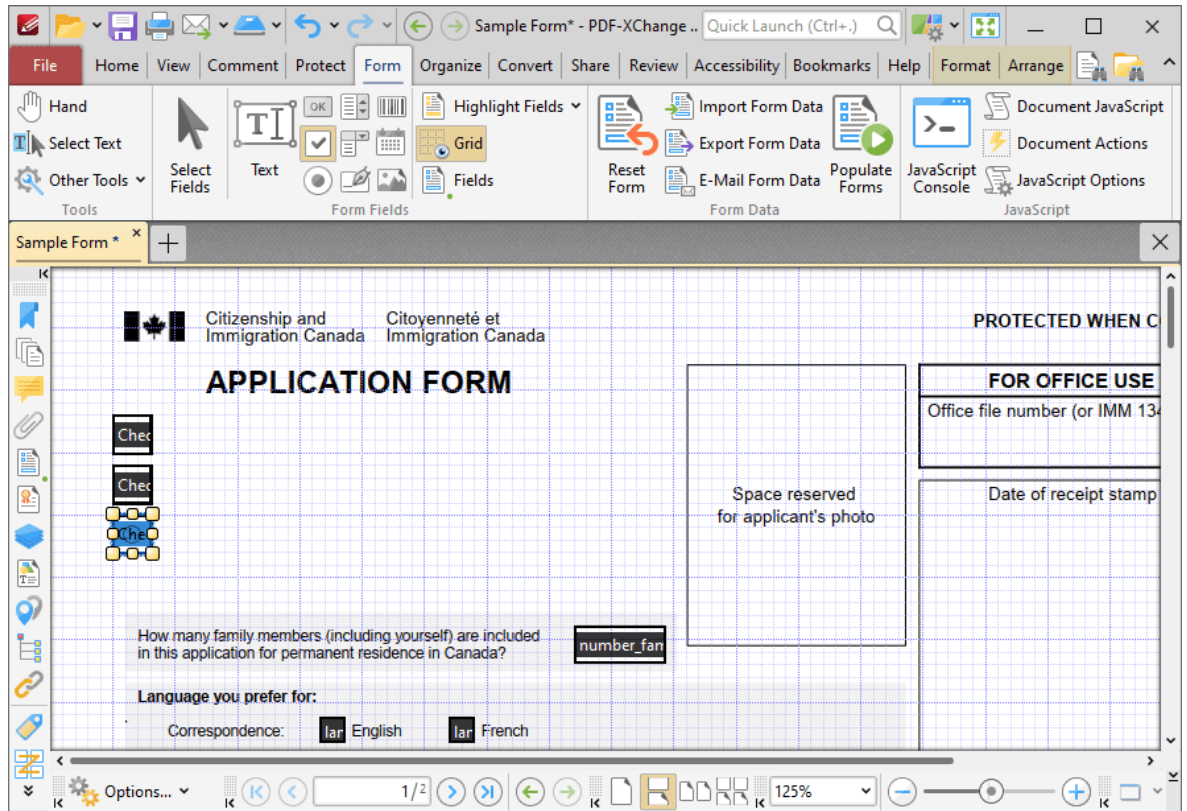 Sample Form* - PDF-XChange ..
Quick Launch (Ctrl+.)
File Home View Comment Protect Form Organize Convert Share Review Accessibility Bookmarks Help Format Arrange
Hand
Select Text
Other Tools
Tools
Select Fields
Text
OK
Highlight Fields
Grid
Fields
Form Fields
Reset Form
Import Form Data
Export Form Data
E-Mail Form Data
Populate Forms
Form Data
JavaScript Console
Document JavaScript
Document Actions
JavaScript Options
JavaScript
Sample Form *
Citizenship and
Immigration Canada
Citoyenneté et
Immigration Canada
PROTECTED WHEN C
APPLICATION FORM
FOR OFFICE USE
Office file number (or IMM 134
Chec
Chec
Che
Space reserved
for applicant's photo
Date of receipt stamp
How many family members (including yourself) are included
in this application for permanent residence in Canada?
number_fan
Language you prefer for:
Correspondence: lar English lar French
Options...
1/2
125%